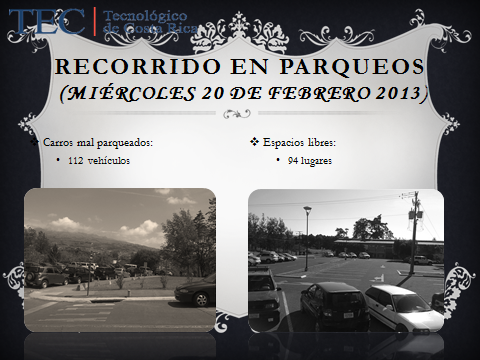 TEC Tecnológico
de Costa Rica
RECORRIDO EN PARQUEOS
(MIÉRCOLES 20 DE FEBRERO 2013)
Carros mal parqueados:
112 vehículos
Espacios libres:
94 lugares